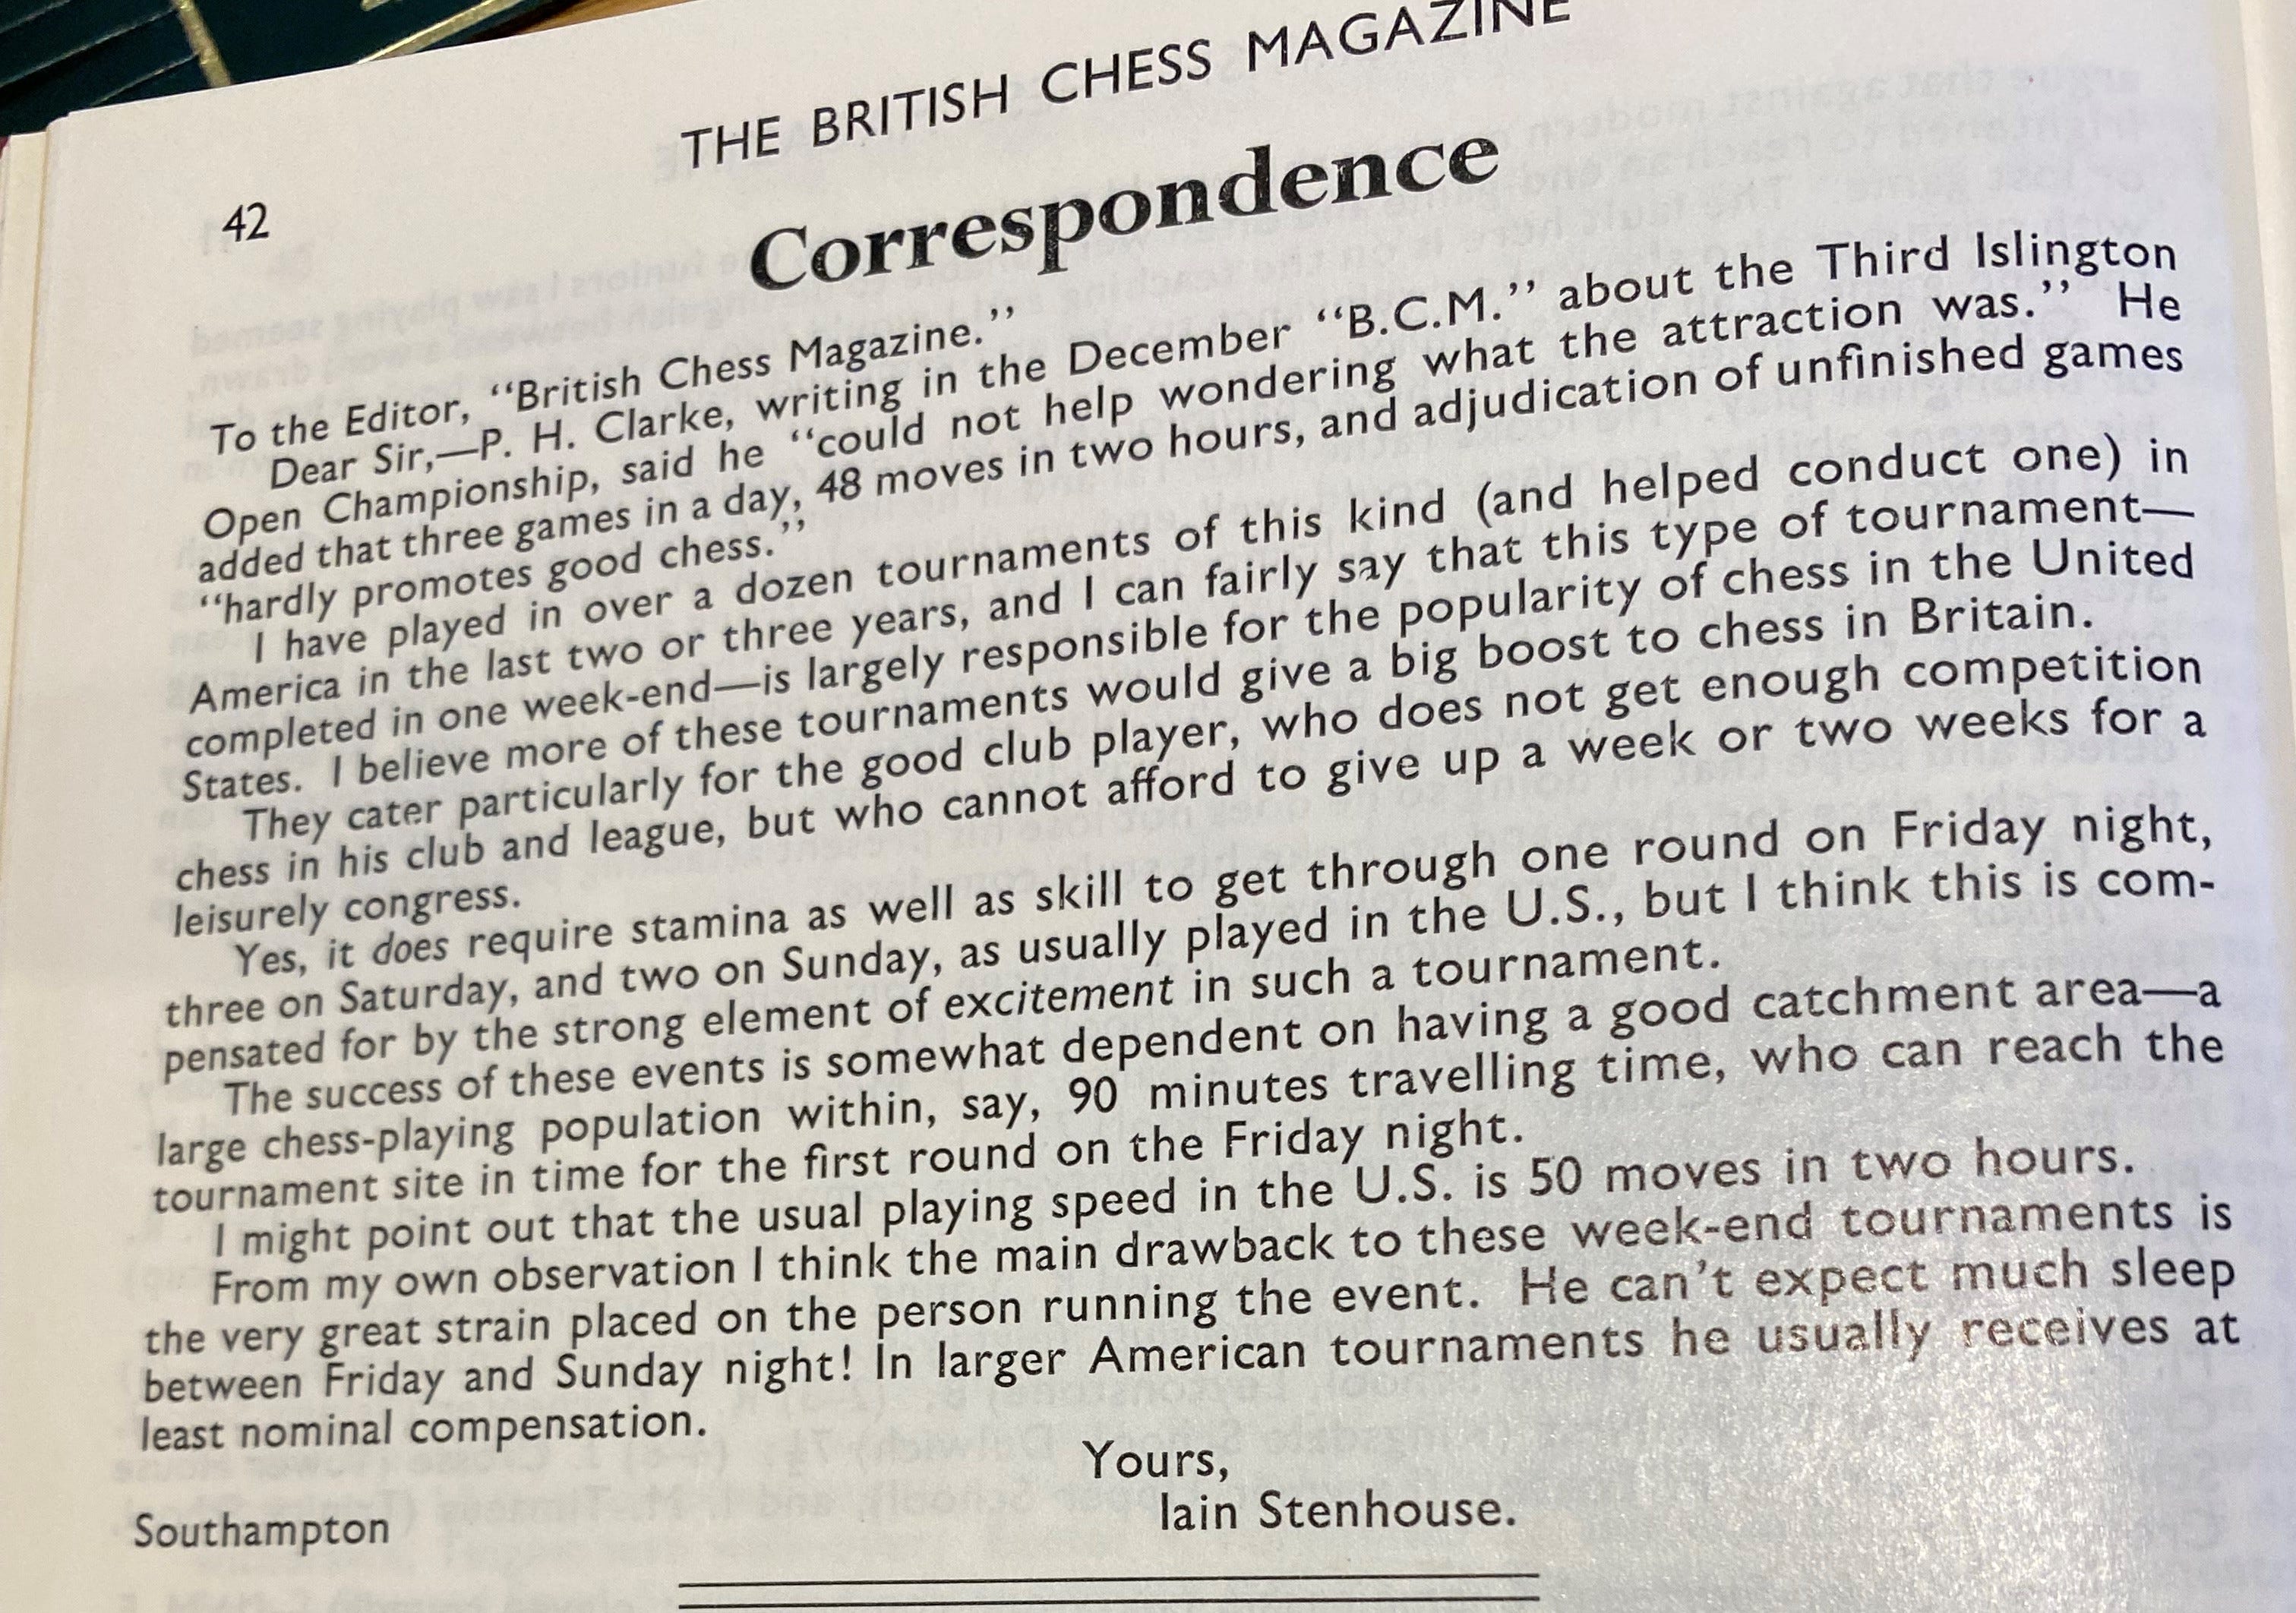 THE BRITISH CHESS MAGAZINE
42
Correspondence
To the Editor, “British Chess Magazine.”
Dear Sir,—P. H. Clarke, writing in the December “B.C.M.” about the Third Islington
Open Championship, said he “could not help wondering what the attraction was.” He
added that three games in a day, 48 moves in two hours, and adjudication of unfinished games
“hardly promotes good chess.”
I have played in over a dozen tournaments of this kind (and helped conduct one) in
America in the last two or three years, and I can fairly say that this type of tournament—
completed in one week-end—is largely responsible for the popularity of chess in the United
States. I believe more of these tournaments would give a big boost to chess in Britain.
They cater particularly for the good club player, who does not get enough competition
chess in his club and league, but who cannot afford to give up a week or two weeks for a
leisurely congress.
Yes, it does require stamina as well as skill to get through one round on Friday night,
three on Saturday, and two on Sunday, as usually played in the U.S., but I think this is com-
pensated for by the strong element of excitement in such a tournament.
The success of these events is somewhat dependent on having a good catchment area—a
large chess-playing population within, say, 90 minutes travelling time, who can reach the
tournament site in time for the first round on the Friday night.
I might point out that the usual playing speed in the U.S. is 50 moves in two hours.
From my own observation I think the main drawback to these week-end tournaments is
the very great strain placed on the person running the event. He can't expect much sleep
between Friday and Sunday night! In larger American tournaments he usually receives at
least nominal compensation.
Yours,
Iain Stenhouse.
Southampton